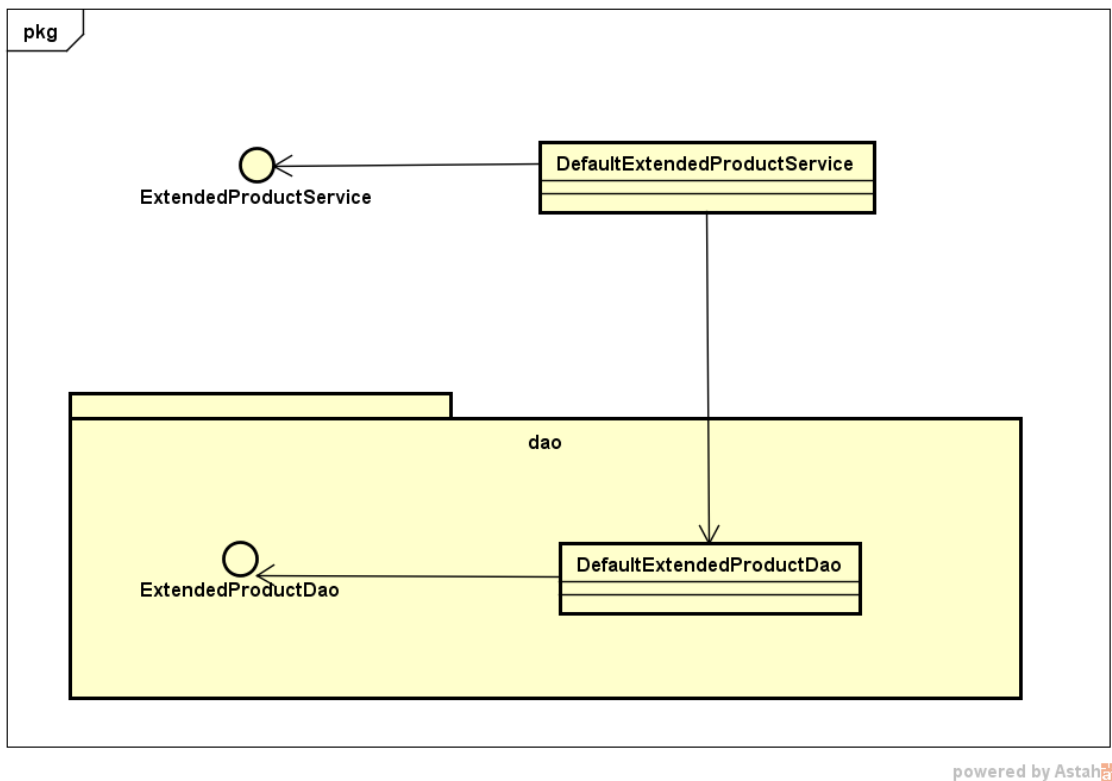 pkg
DefaultExtendedProductService
ExtendedProductService
dao
DefaultExtendedProductDao
ExtendedProductDao
powered by Astah